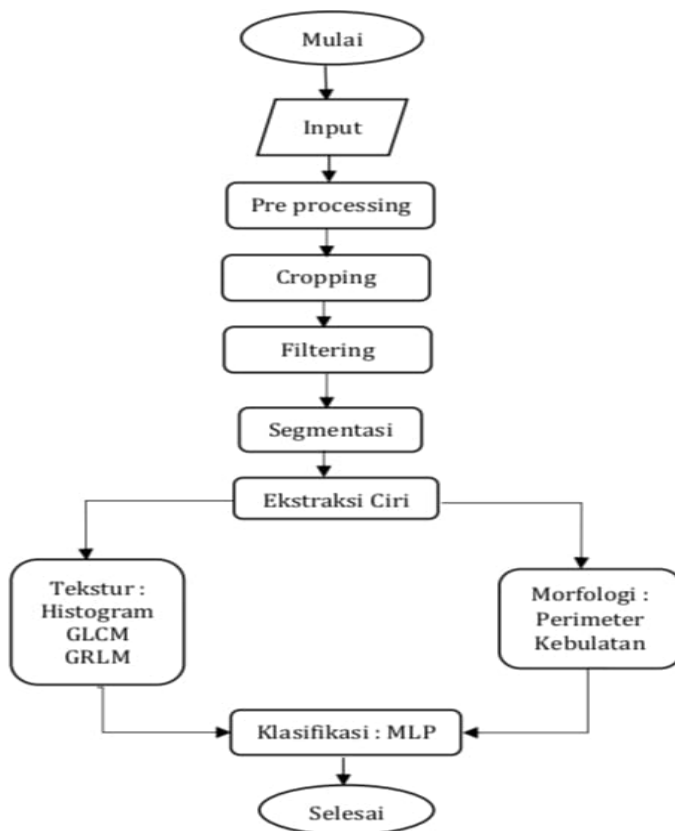 Mulai
Input
Pre processing
Cropping
Filtering
Segmentasi
Ekstraksi Ciri
Tekstur :
Histogram
GLCM
GRLM
Morfologi :
Perimeter
Kebulatan
Klasifikasi : MLP
Selesai